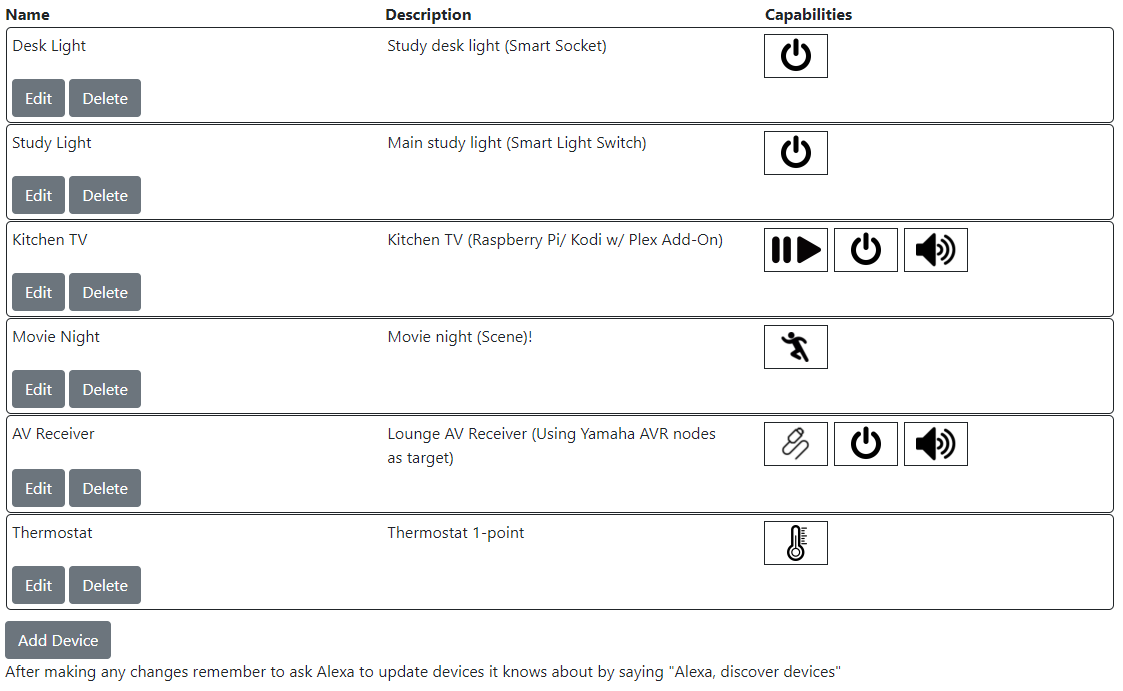 Name Description Capabilities
Desk Light Study desk light (Smart Socket)
Edit Delete
Study Light Main study light (Smart Light Switch)
Edit Delete
Kitchen TV Kitchen TV (Raspberry Pi/ Kodi w/ Plex Add-On)
Edit Delete
Movie Night Movie night (Scene)!
Edit Delete
AV Receiver Lounge AV Receiver (Using Yamaha AVR nodes
as target)
Edit Delete
Thermostat Thermostat 1-point
Edit Delete
Add Device
After making any changes remember to ask Alexa to update devices it knows about by saying "Alexa, discover devices"